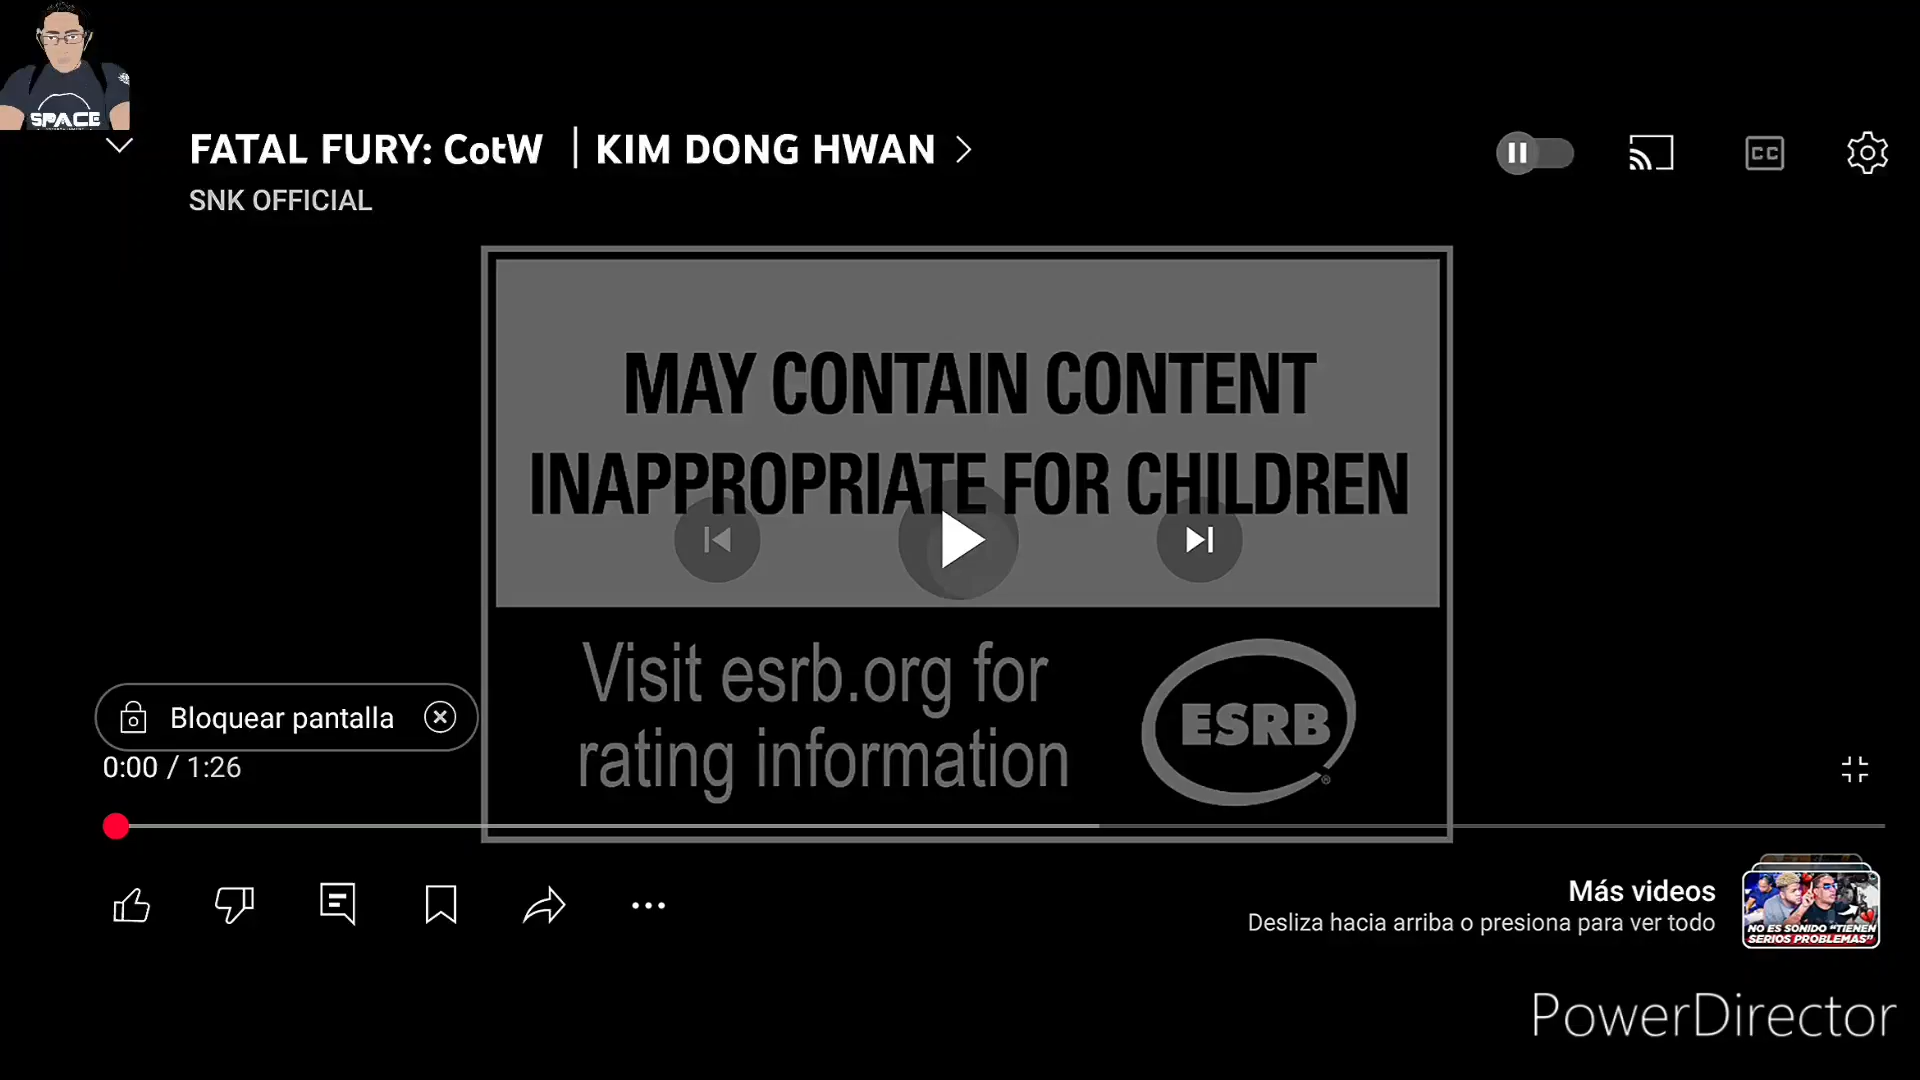 SPACE
FATAL FURY: CotW | KIM DONG HWAN
SNK OFFICIAL
CC
MAY CONTAIN CONTENT
INAPPROPRIATE FOR CHILDREN
Visit esrb.org for
rating information
ESRB
®
Bloquear pantalla
0:00 / 1:26
Más videos
Desliza hacia arriba o presiona para ver todo
NO ES SONIDO "TIENEN
SERIOS PROBLEMAS"
PowerDirector